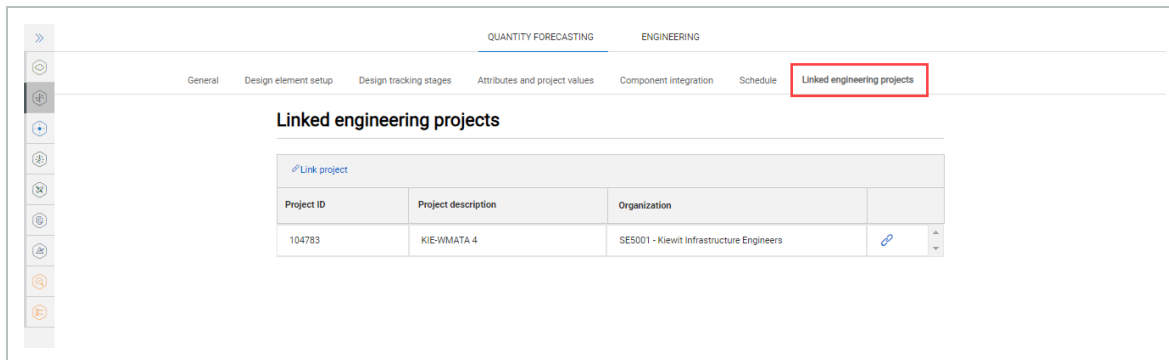 QUANTITY FORECASTING ENGINEERING
General Design element setup Design tracking stages Attributes and project values Component integration Schedule Linked engineering projects
Linked engineering projects
Link project
Project ID Project description Organization
104783 KIE-WMATA 4 SE5001 - Kiewit Infrastructure Engineers